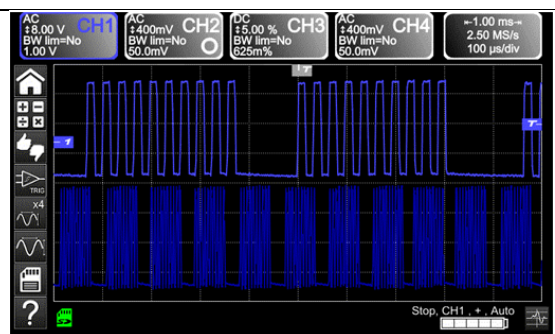 AC CH1
↕8.00 V
BW lim=No
1.00 V
AC CH2
↕400mV
BW lim=No
50.0mV
DC CH3
↕5.00 %
BW lim=No
625m%
AC CH4
↕400mV
BW lim=No
50.0mV
⇤1.00 ms⇥
2.50 MS/s
100 µs/div
T
1
T
TRIG
x4
?
Stop, CH1 , + , Auto